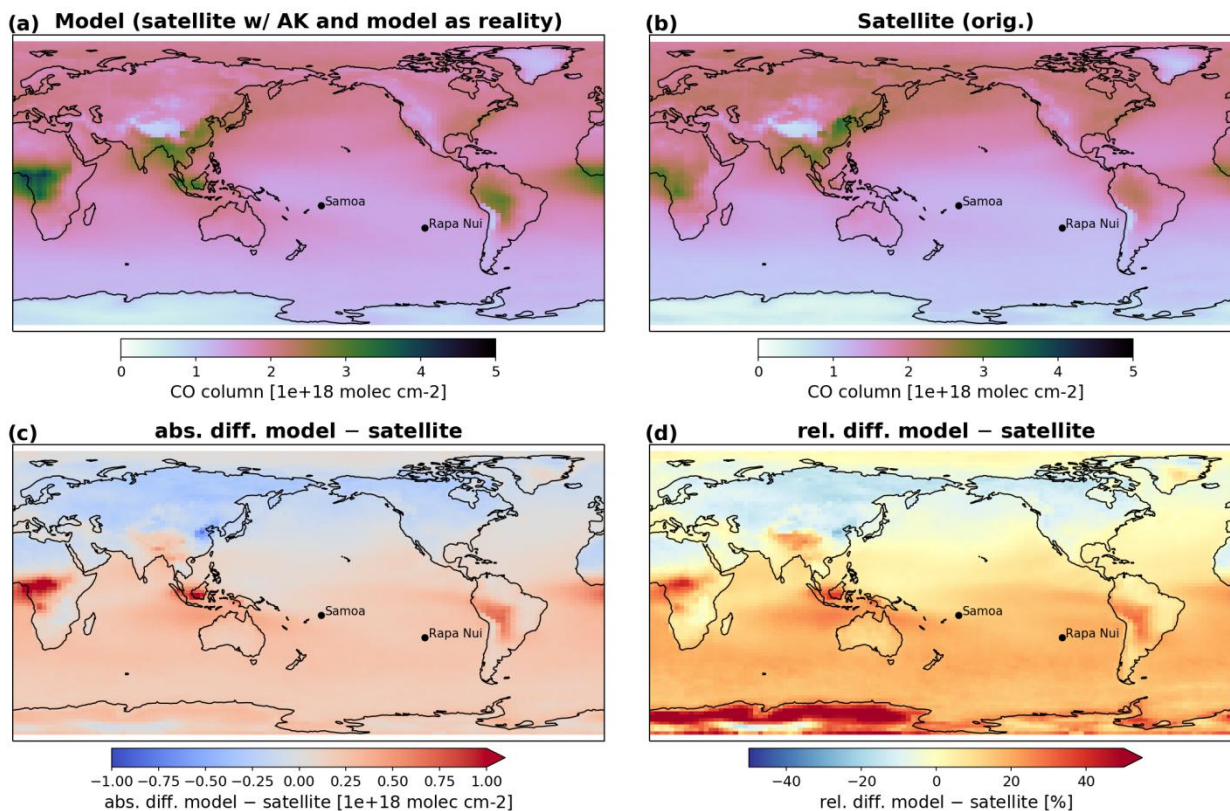 (a) Model (satellite w/ AK and model as reality)
(b) Satellite (orig.)
Samoa
Rapa Nui
Samoa
Rapa Nui
0 1 2 3 4 5
CO column [1e+18 molec cm-2]
0 1 2 3 4 5
CO column [1e+18 molec cm-2]
(c) abs. diff. model − satellite
(d) rel. diff. model − satellite
Samoa
Rapa Nui
Samoa
Rapa Nui
−1.00 −0.75 −0.50 −0.25 0.00 0.25 0.50 0.75 1.00
abs. diff. model − satellite [1e+18 molec cm-2]
−40 −20 0 20 40
rel. diff. model − satellite [%]